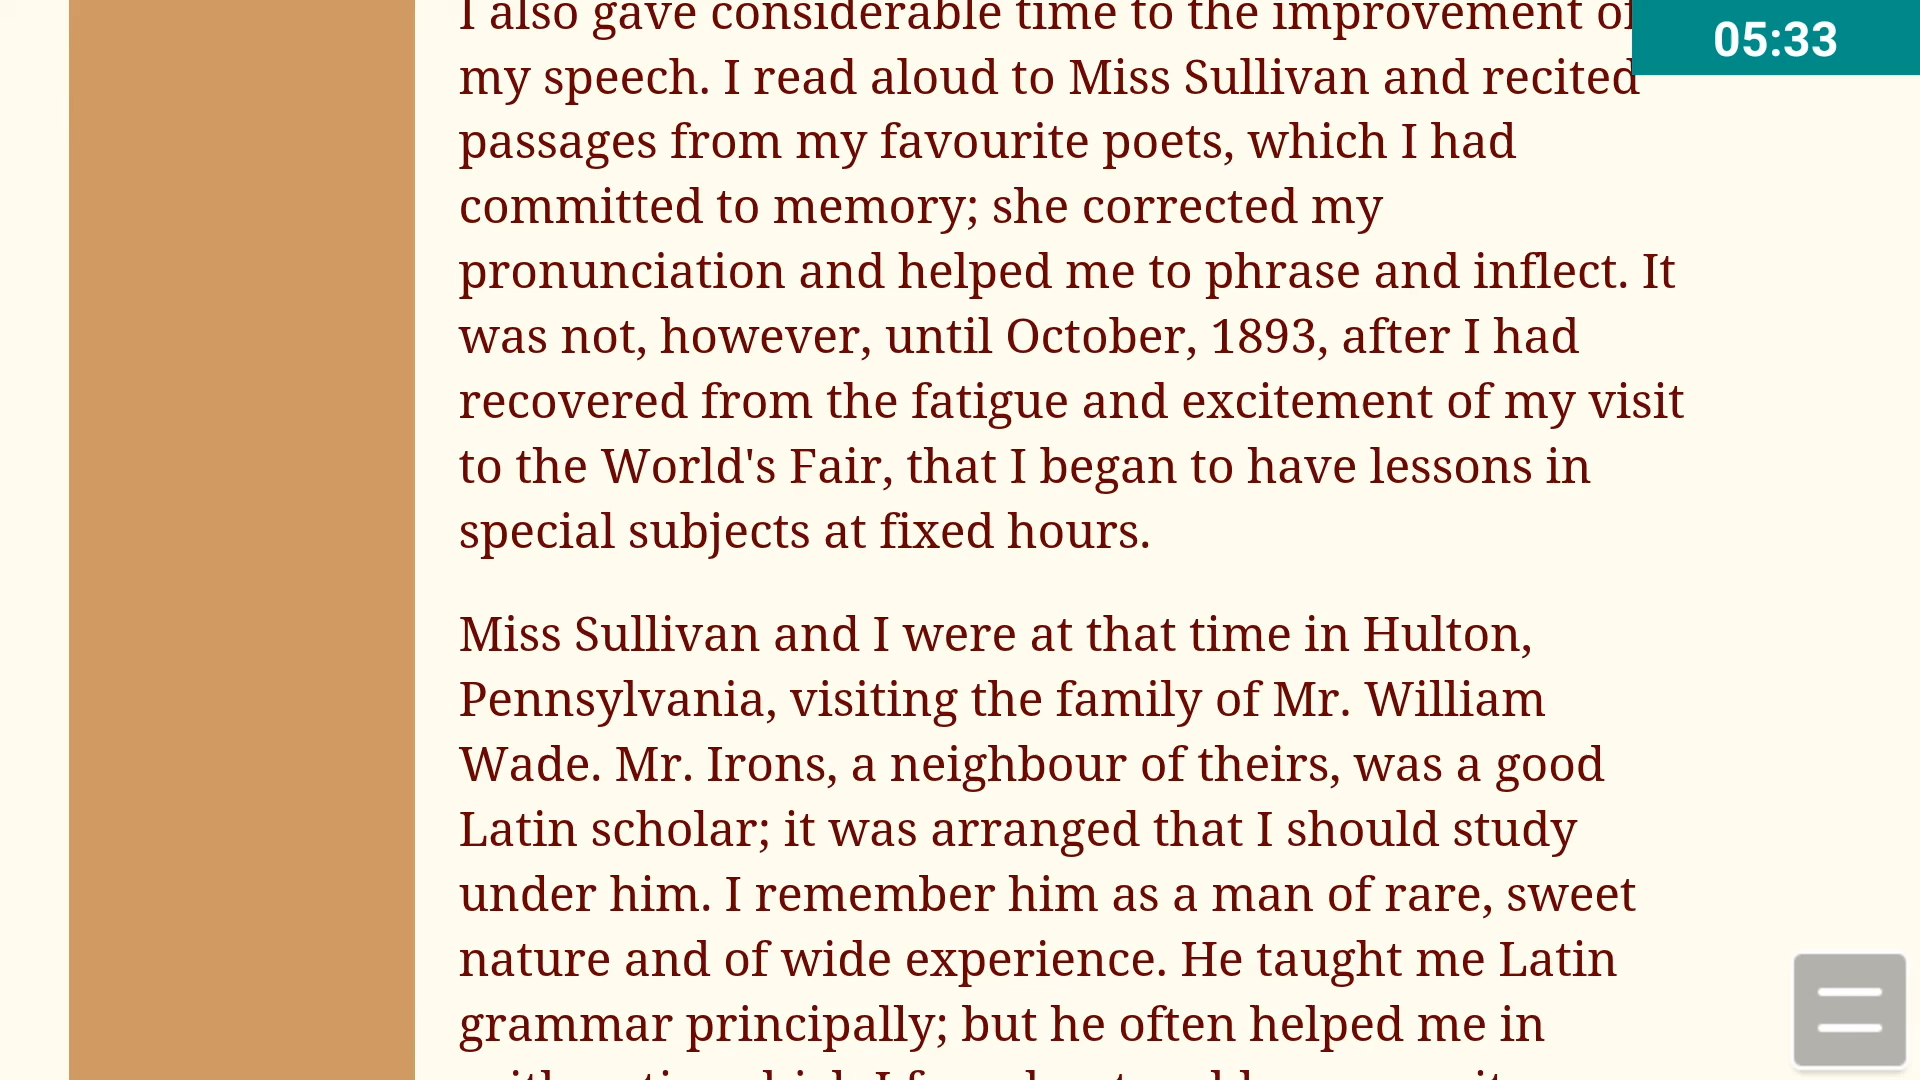 I also gave considerable time to the improvement of
05:33
my speech. I read aloud to Miss Sullivan and recited
passages from my favourite poets, which I had
committed to memory; she corrected my
pronunciation and helped me to phrase and inflect. It
was not, however, until October, 1893, after I had
recovered from the fatigue and excitement of my visit
to the World's Fair, that I began to have lessons in
special subjects at fixed hours.
Miss Sullivan and I were at that time in Hulton,
Pennsylvania, visiting the family of Mr. William
Wade. Mr. Irons, a neighbour of theirs, was a good
Latin scholar; it was arranged that I should study
under him. I remember him as a man of rare, sweet
nature and of wide experience. He taught me Latin
grammar principally; but he often helped me in